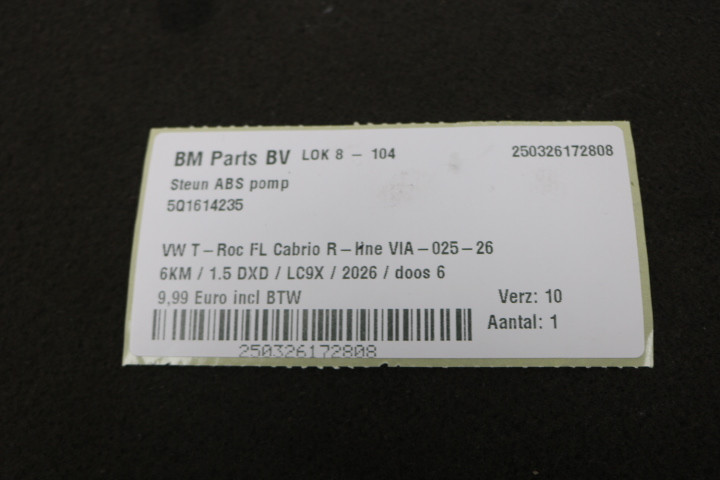 BM Parts BV LOK 8 - 104 250326172808
Steun ABS pomp
5Q1614235
VW T-Roc FL Cabrio R-line VIA-025-26
6KM / 1.5 DXD / LC9X / 2026 / doos 6
9,99 Euro incl BTW Verz: 10
Aantal: 1
250326172808